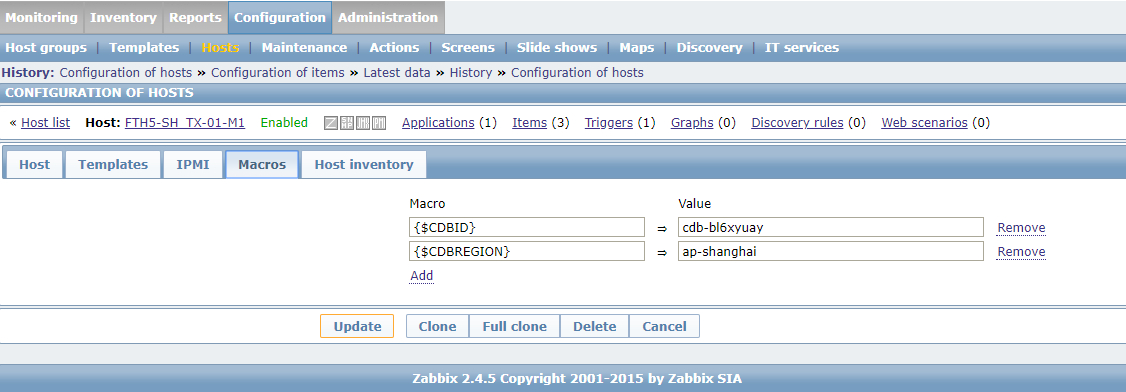 Monitoring Inventory Reports Configuration Administration
Host groups | Templates | Hosts | Maintenance | Actions | Screens | Slide shows | Maps | Discovery | IT services
History: Configuration of hosts » Configuration of items » Latest data » History » Configuration of hosts
CONFIGURATION OF HOSTS
« Host list Host: FTH5-SH_TX-01-M1 Enabled Applications (1) Items (3) Triggers (1) Graphs (0) Discovery rules (0) Web scenarios (0)
Host Templates IPMI Macros Host inventory
Macro Value
{$CDBID} ⇒ cdb-bl6xyuay Remove
{$CDBREGION} ⇒ ap-shanghai Remove
Add
Update Clone Full clone Delete Cancel
Zabbix 2.4.5 Copyright 2001-2015 by Zabbix SIA